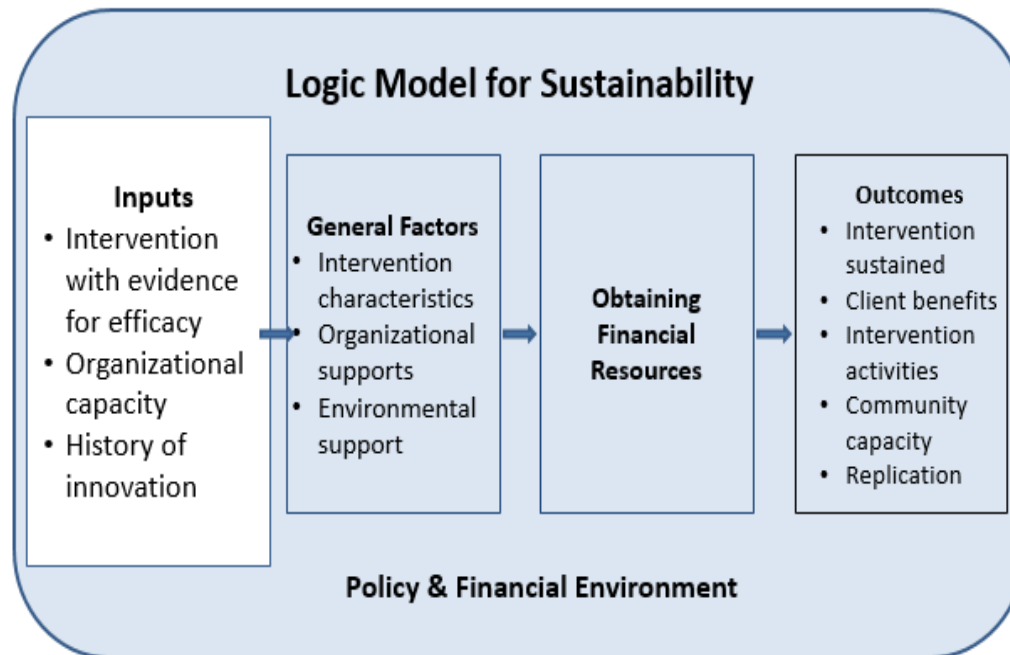 Logic Model for Sustainability
Inputs
• Intervention
with evidence
for efficacy
• Organizational
capacity
• History of
innovation
General Factors
• Intervention
characteristics
• Organizational
supports
• Environmental
support
Obtaining
Financial
Resources
Outcomes
• Intervention
sustained
• Client benefits
• Intervention
activities
• Community
capacity
• Replication
Policy & Financial Environment